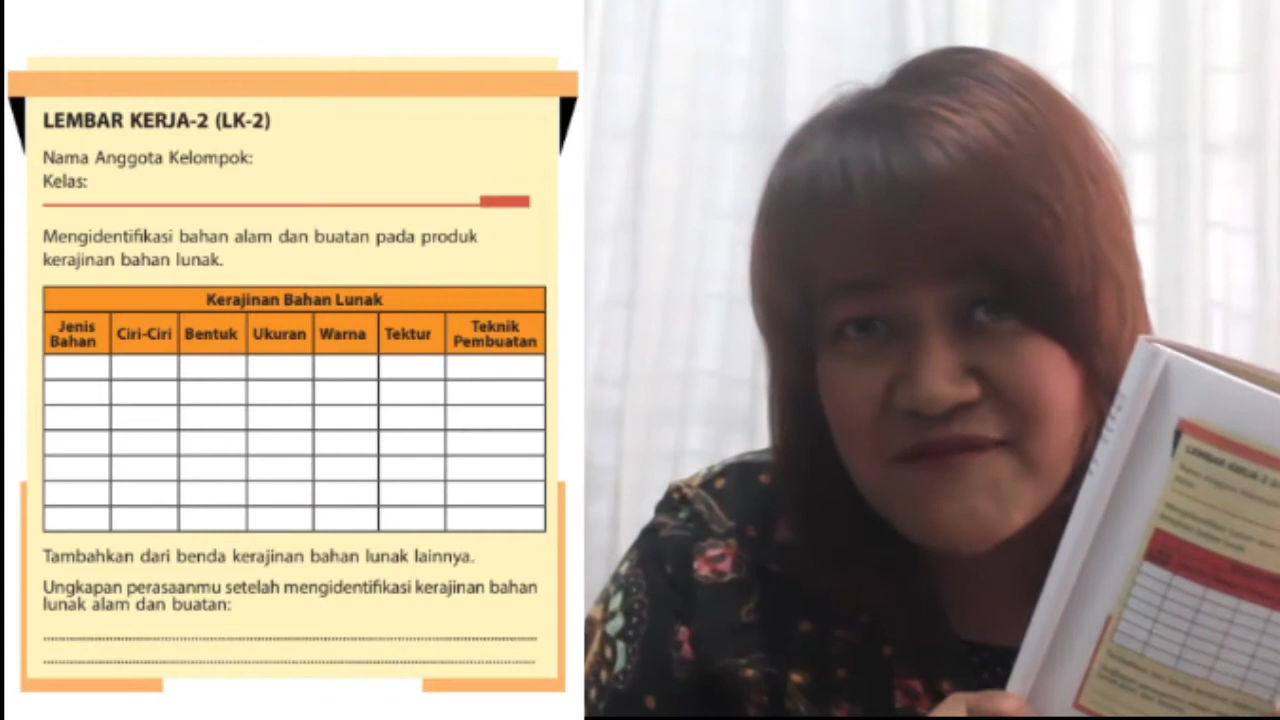 LEMBAR KERJA-2 (LK-2)
Nama Anggota Kelompok:
Kelas:
Mengidentifikasi bahan alam dan buatan pada produk
kerajinan bahan lunak.
Kerajinan Bahan Lunak
Jenis Bahan Ciri-Ciri Bentuk Ukuran Warna Tektur Teknik Pembuatan
Tambahkan dari benda kerajinan bahan lunak lainnya.
Ungkapan perasaanmu setelah mengidentifikasi kerajinan bahan
lunak alam dan buatan:
LEMBAR KERJA-2